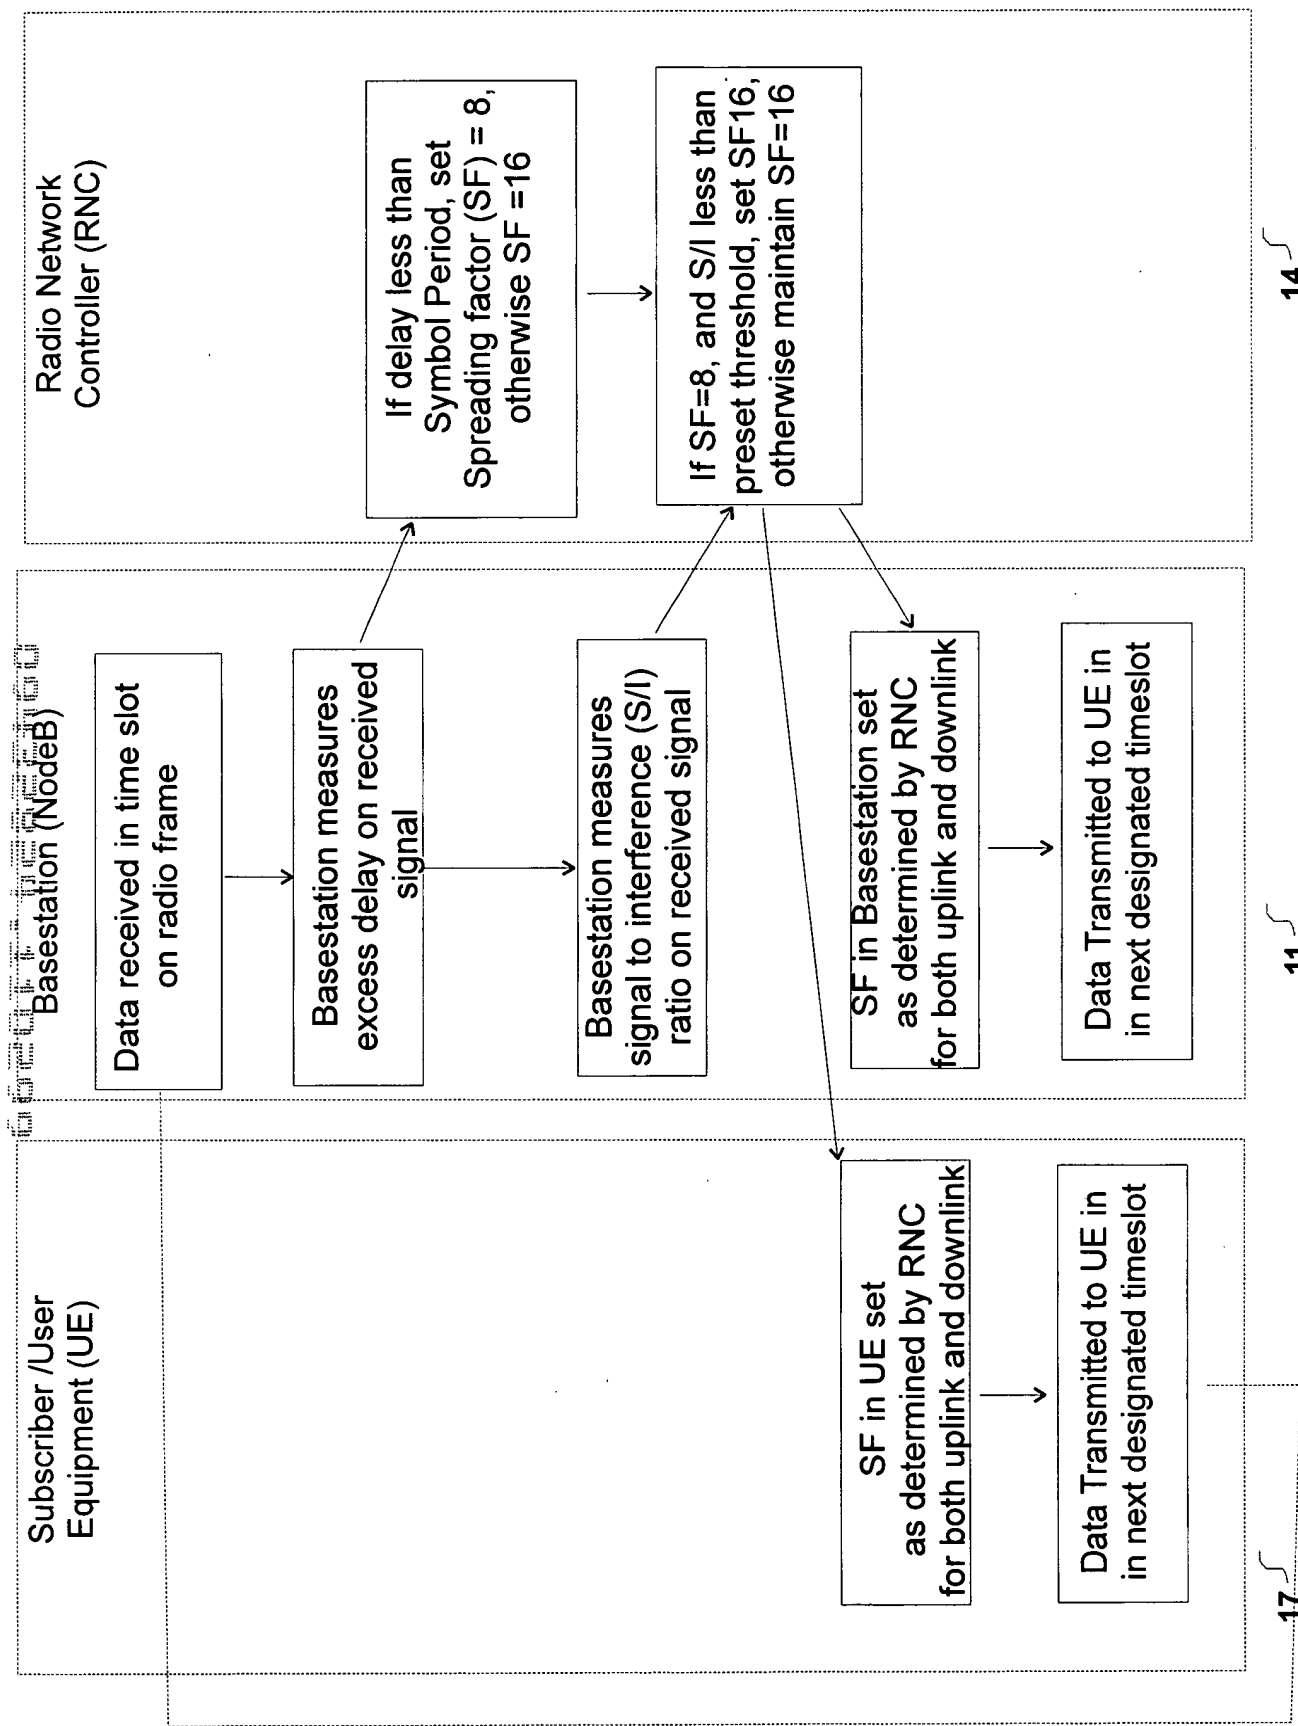 Subscriber /User
Equipment (UE)
SF in UE set
as determined by RNC
for both uplink and downlink
Data Transmitted to UE in
in next designated timeslot
17
Basestation (NodeB)
Data received in time slot
on radio frame
Basestation measures
excess delay on received
signal
Basestation measures
signal to interference (S/I)
ratio on received signal
SF in Basestation set
as determined by RNC
for both uplink and downlink
Data Transmitted to UE in
in next designated timeslot
11
Radio Network
Controller (RNC)
If delay less than
Symbol Period, set
Spreading factor (SF) = 8,
otherwise SF =16
If SF=8, and S/I less than
preset threshold, set SF16,
otherwise maintain SF=16
14